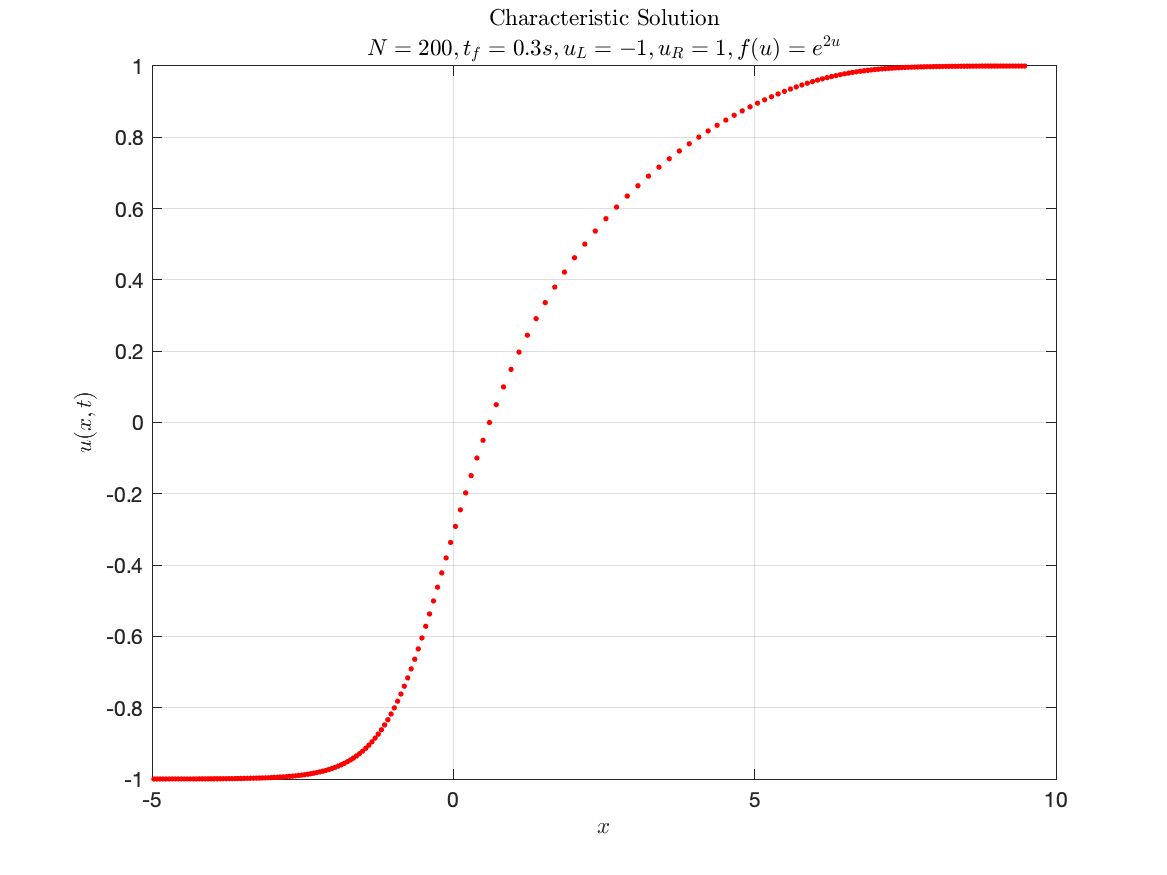 Characteristic Solution
N = 200, t_f = 0.3s, u_L = −1, u_R = 1, f(u) = e^{2u}
1
0.8
0.6
0.4
0.2
0
-0.2
-0.4
-0.6
-0.8
-1
u(x, t)
-5 0 5 10
x